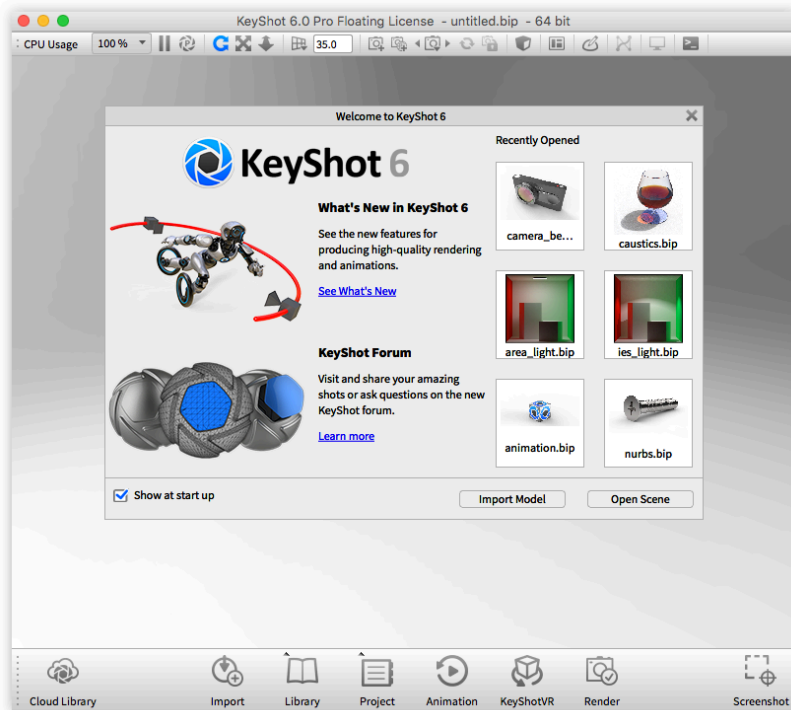 KeyShot 6.0 Pro Floating License - untitled.bip - 64 bit
CPU Usage 100 % 35.0
Welcome to KeyShot 6
KeyShot 6
What's New in KeyShot 6
See the new features for
producing high-quality rendering
and animations.
See What's New
KeyShot Forum
Visit and share your amazing
shots or ask questions on the new
KeyShot forum.
Learn more
Recently Opened
camera_be...
caustics.bip
area_light.bip
ies_light.bip
animation.bip
nurbs.bip
Show at start up
Import Model
Open Scene
Cloud Library
Import
Library
Project
Animation
KeyShotVR
Render
Screenshot